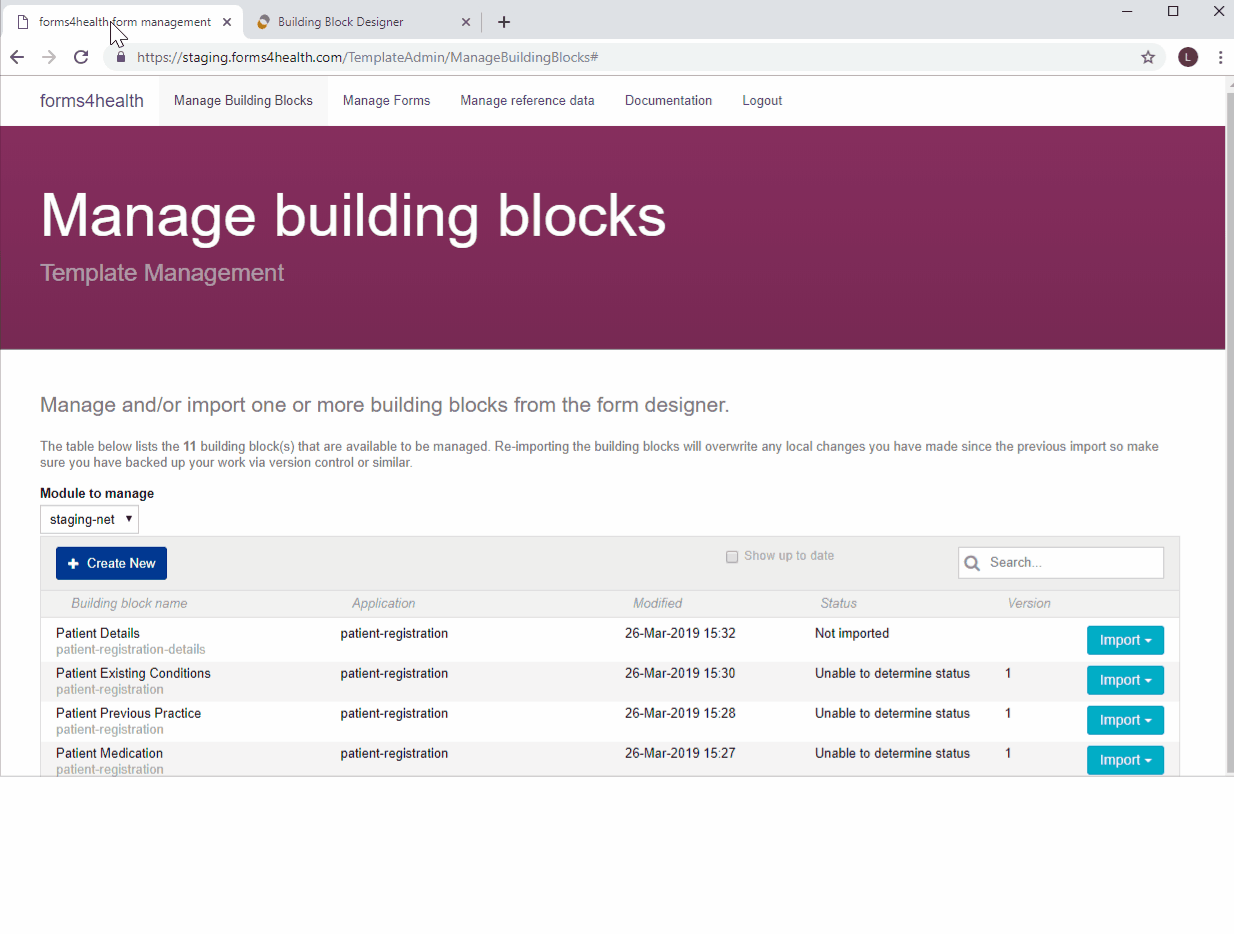 forms4health form management
Building Block Designer
https://staging.forms4health.com/TemplateAdmin/ManageBuildingBlocks#
L
forms4health
Manage Building Blocks
Manage Forms
Manage reference data
Documentation
Logout
Manage building blocks
Template Management
Manage and/or import one or more building blocks from the form designer.
The table below lists the 11 building block(s) that are available to be managed. Re-importing the building blocks will overwrite any local changes you have made since the previous import so make
sure you have backed up your work via version control or similar.
Module to manage
staging-net
Create New
Show up to date
Search...
Building block name Application Modified Status Version
Patient Details patient-registration 26-Mar-2019 15:32 Not imported Import
patient-registration-details
Patient Existing Conditions patient-registration 26-Mar-2019 15:30 Unable to determine status 1 Import
patient-registration
Patient Previous Practice patient-registration 26-Mar-2019 15:28 Unable to determine status 1 Import
patient-registration
Patient Medication patient-registration 26-Mar-2019 15:27 Unable to determine status 1 Import
patient-registration